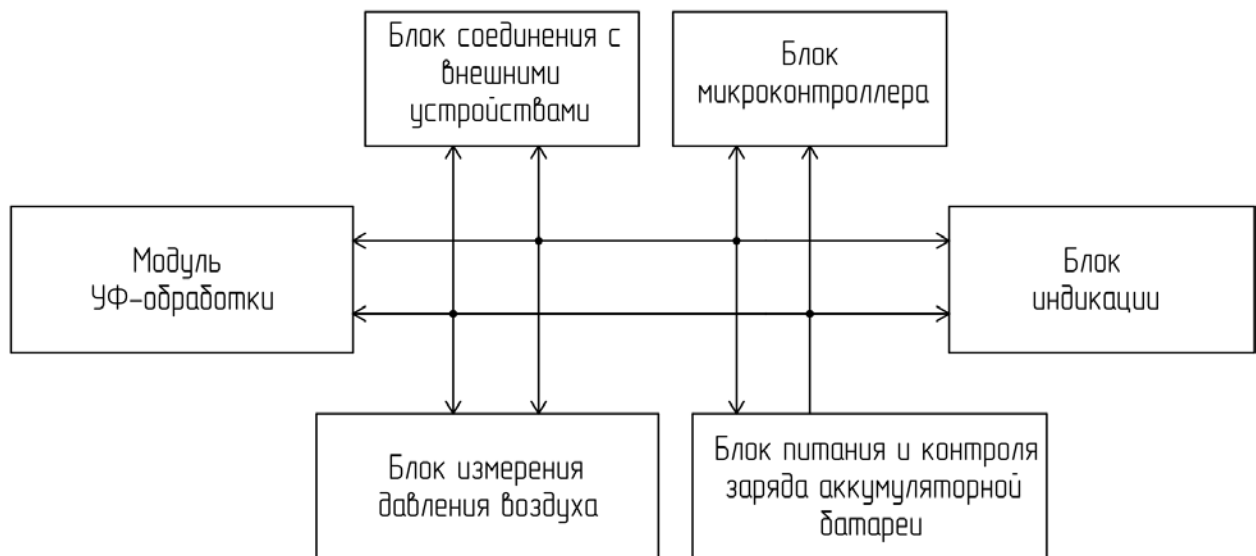 Блок соединения с
внешними
устройствами
Блок
микроконтроллера
Модуль
УФ-обработки
Блок
индикации
Блок измерения
давления воздуха
Блок питания и контроля
заряда аккумуляторной
батареи